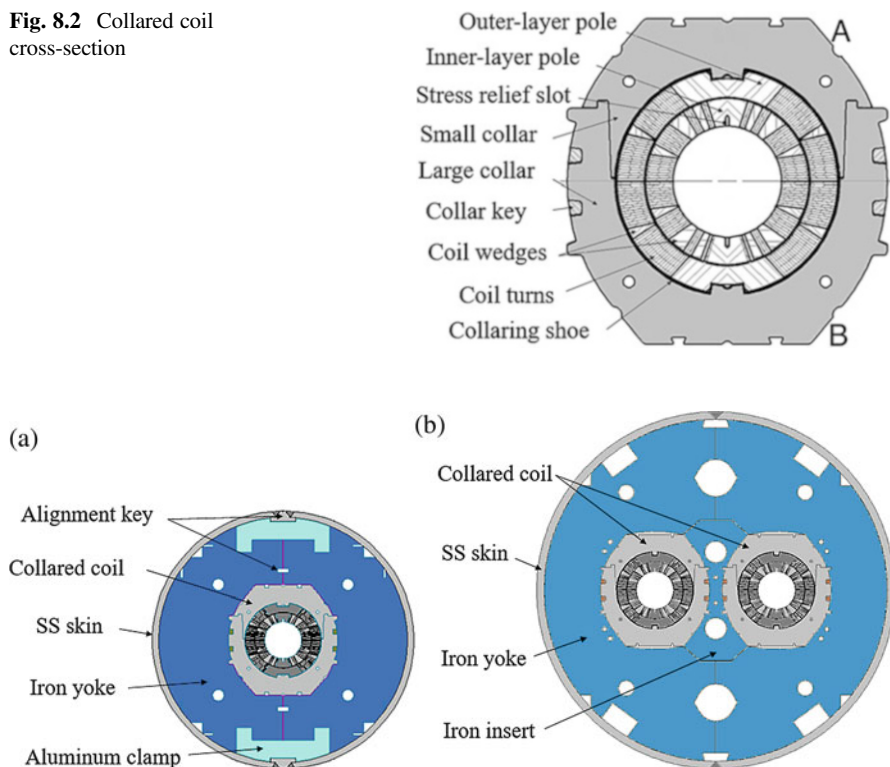 Fig. 8.2 Collared coil
cross-section
Outer-layer pole
Inner-layer pole
Stress relief slot
Small collar
Large collar
Collar key
Coil wedges
Coil turns
Collaring shoe
A
B
(a)
Alignment key
Collared coil
SS skin
Iron yoke
Aluminum clamp
(b)
Collared coil
SS skin
Iron yoke
Iron insert